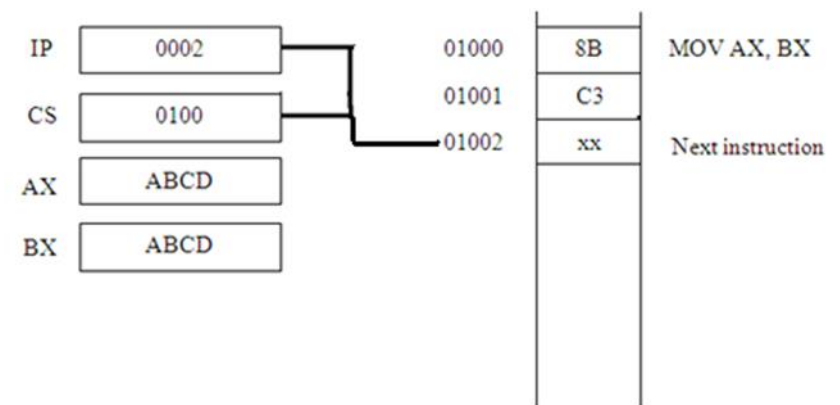 IP 0002 01000 8B MOV AX, BX
01001 C3
CS 0100
01002 xx Next instruction
AX ABCD
BX ABCD